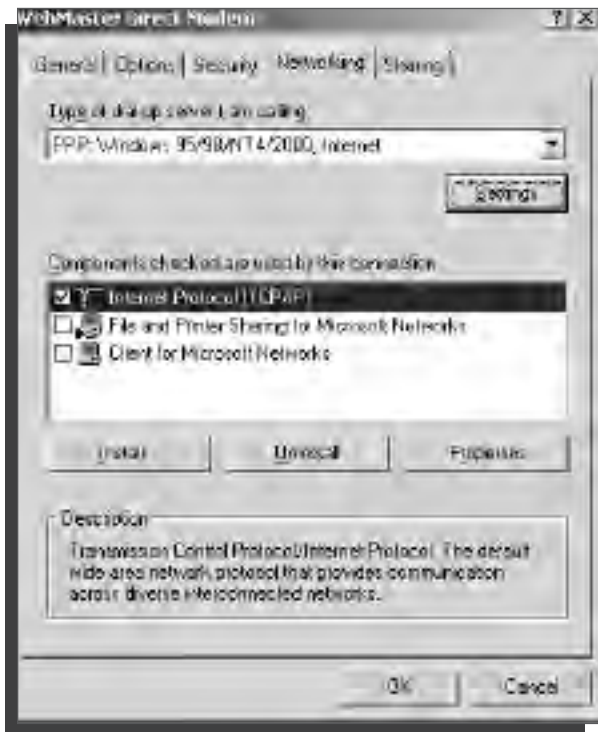 WebMaster Direct Modem
General Options Security Networking Sharing
Type of dial-up server I am calling:
PPP: Windows 95/98/NT4/2000, Internet
Settings
Components checked are used by this connection:
Internet Protocol (TCP/IP)
File and Printer Sharing for Microsoft Networks
Client for Microsoft Networks
Install Uninstall Properties
Description
Transmission Control Protocol/Internet Protocol. The default
wide area network protocol that provides communication
across diverse interconnected networks.
OK Cancel